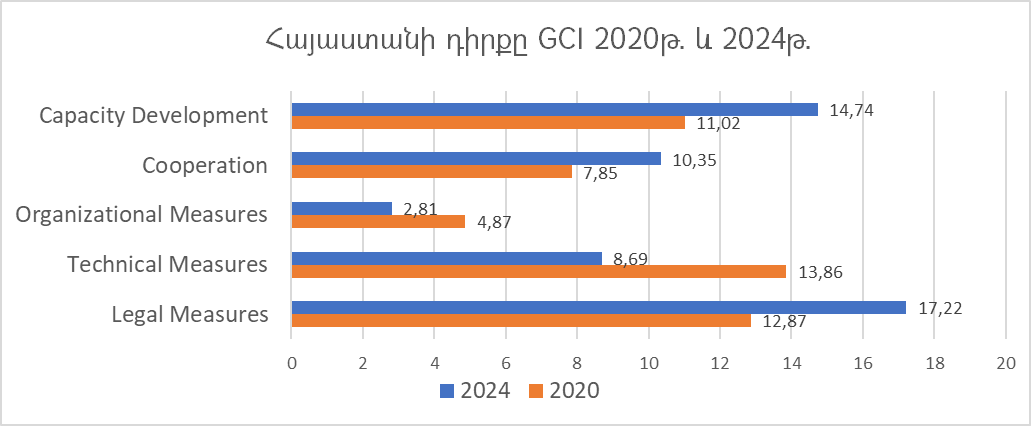 Հայաստանի դիրքը GCI 2020թ. և 2024թ.
Capacity Development
14,74
11,02
Cooperation
10,35
7,85
Organizational Measures
2,81
4,87
Technical Measures
8,69
13,86
Legal Measures
17,22
12,87
0 2 4 6 8 10 12 14 16 18 20
2024 2020